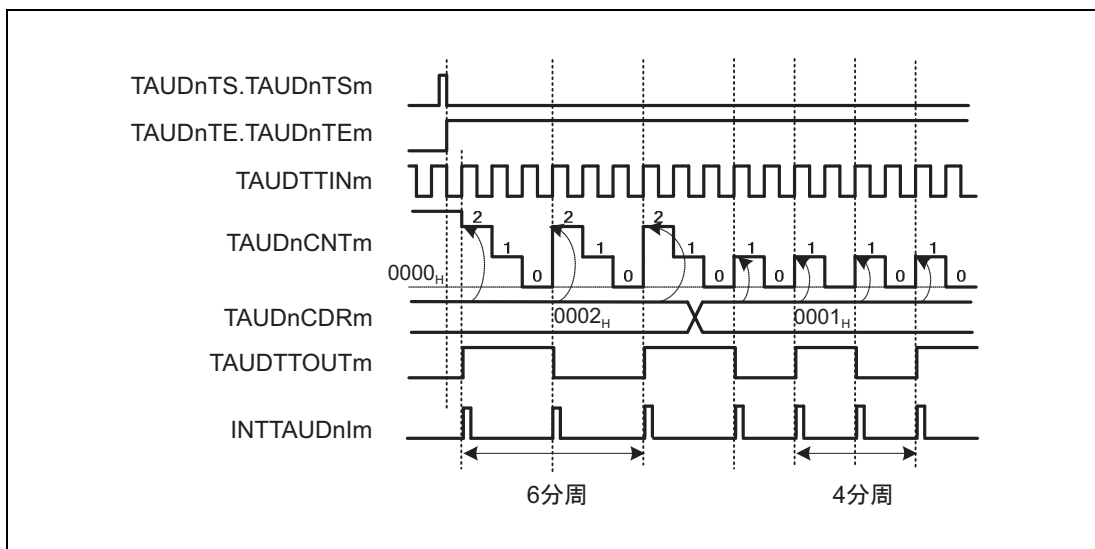 TAUDnTS.TAUDnTSm
TAUDnTE.TAUDnTEm
TAUDTTINm
TAUDnCNTm
2 2 2
1 1 1 1 1 1 1
0 0 0 0 0 0 0
0000H
TAUDnCDRm
0002H 0001H
TAUDTTOUTm
INTTAUDnIm
6分周 4分周